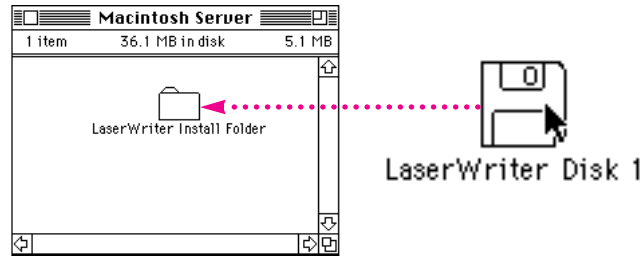 Macintosh Server
1 item 36.1 MB in disk 5.1 MB
LaserWriter Install Folder
LaserWriter Disk 1